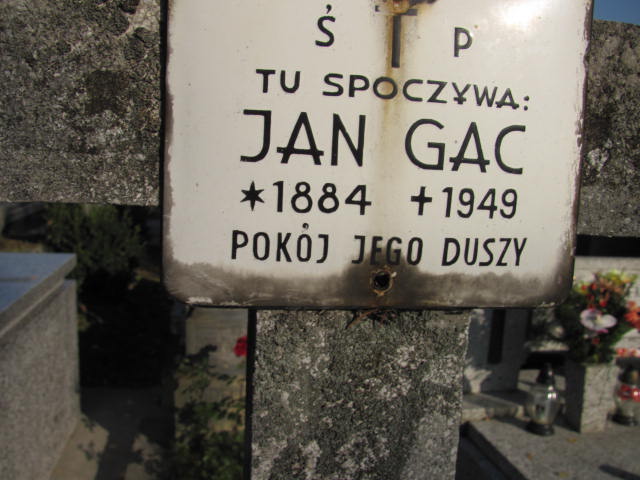 Ś † P
TU SPOCZYWA:
JAN GAC
*1884 +1949
POKÓJ JEGO DUSZY